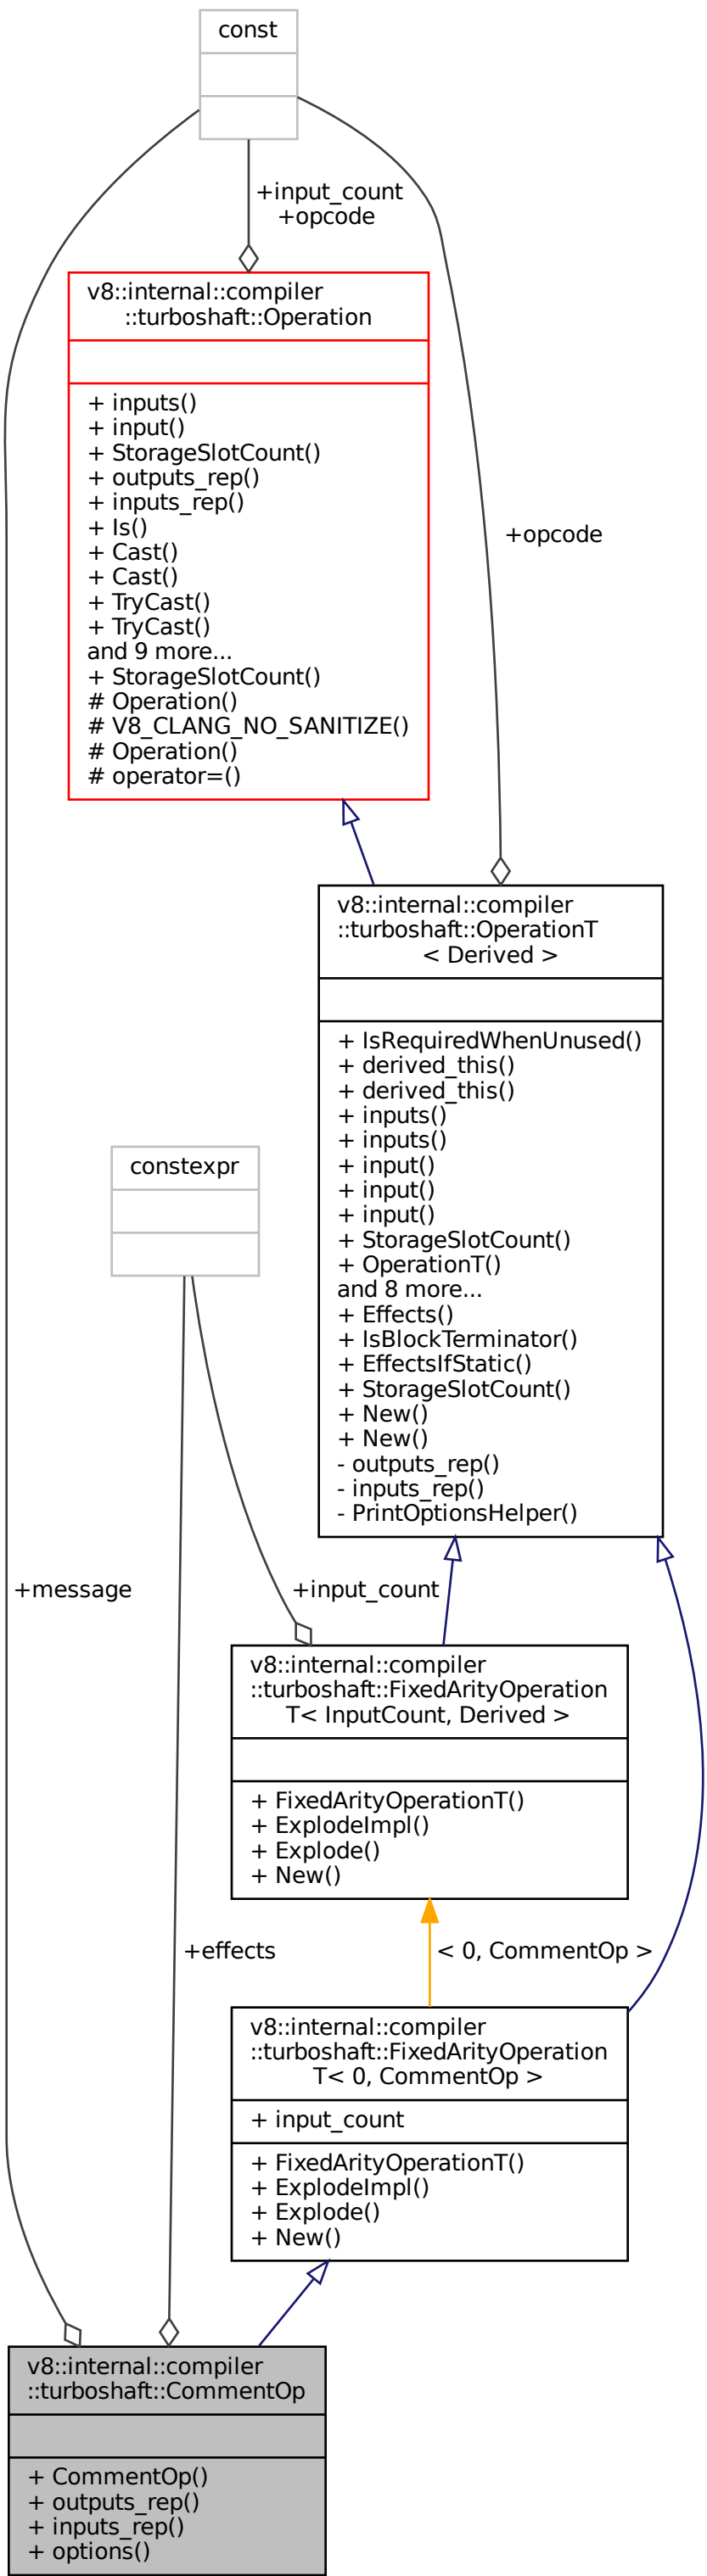 const
+input_count
+opcode
v8::internal::compiler
::turboshaft::Operation
+ inputs()
+ input()
+ StorageSlotCount()
+ outputs_rep()
+ inputs_rep()
+ Is()
+ Cast()
+ Cast()
+ TryCast()
+ TryCast()
and 9 more...
+ StorageSlotCount()
# Operation()
# V8_CLANG_NO_SANITIZE()
# Operation()
# operator=()
+opcode
v8::internal::compiler
::turboshaft::OperationT
< Derived >
+ IsRequiredWhenUnused()
+ derived_this()
+ derived_this()
+ inputs()
+ inputs()
+ input()
+ input()
+ input()
+ StorageSlotCount()
+ OperationT()
and 8 more...
+ Effects()
+ IsBlockTerminator()
+ EffectsIfStatic()
+ StorageSlotCount()
+ New()
+ New()
- outputs_rep()
- inputs_rep()
- PrintOptionsHelper()
constexpr
+message
+input_count
v8::internal::compiler
::turboshaft::FixedArityOperation
T< InputCount, Derived >
+ FixedArityOperationT()
+ ExplodeImpl()
+ Explode()
+ New()
+effects
< 0, CommentOp >
v8::internal::compiler
::turboshaft::FixedArityOperation
T< 0, CommentOp >
+ input_count
+ FixedArityOperationT()
+ ExplodeImpl()
+ Explode()
+ New()
v8::internal::compiler
::turboshaft::CommentOp
+ CommentOp()
+ outputs_rep()
+ inputs_rep()
+ options()